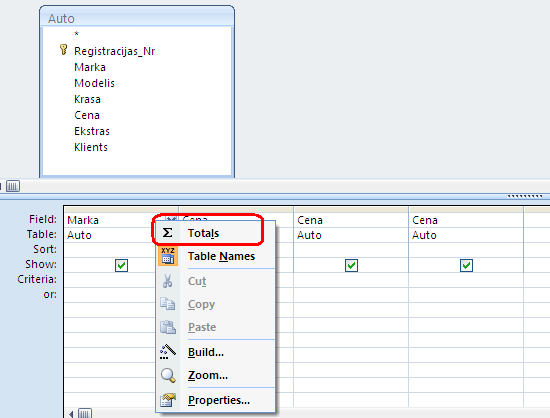 Auto
*
Registracijas_Nr
Marka
Modelis
Krasa
Cena
Ekstras
Klients
Field: Marka Cena Cena Cena
Table: Auto Auto Auto
Sort:
Show:
Criteria:
or:
Σ Totals
XYZ Table Names
Cut
Copy
Paste
Build...
Zoom...
Properties...